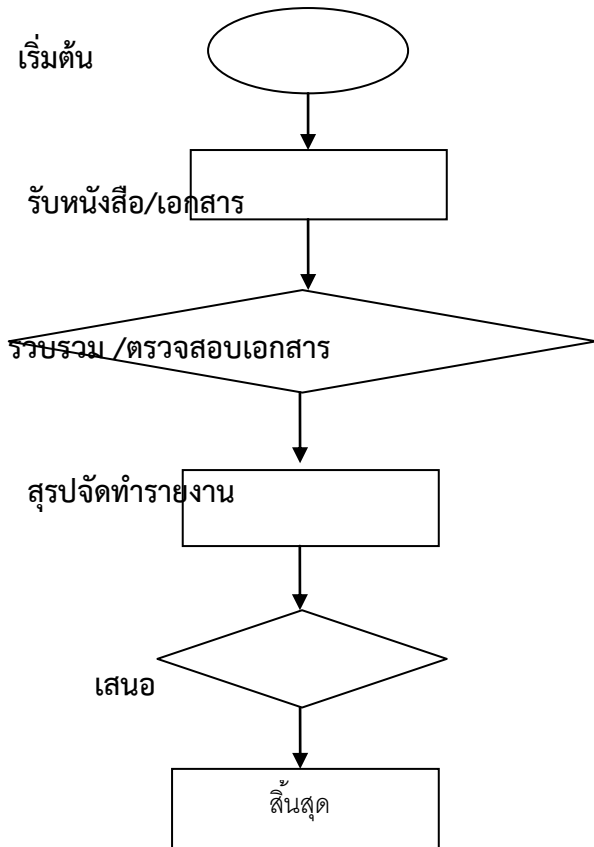 เริ่มต้น
รับหนังสือ/เอกสาร
รวบรวม /ตรวจสอบเอกสาร
สุรปจัดทำรายงาน
เสนอ
สิ้นสุด